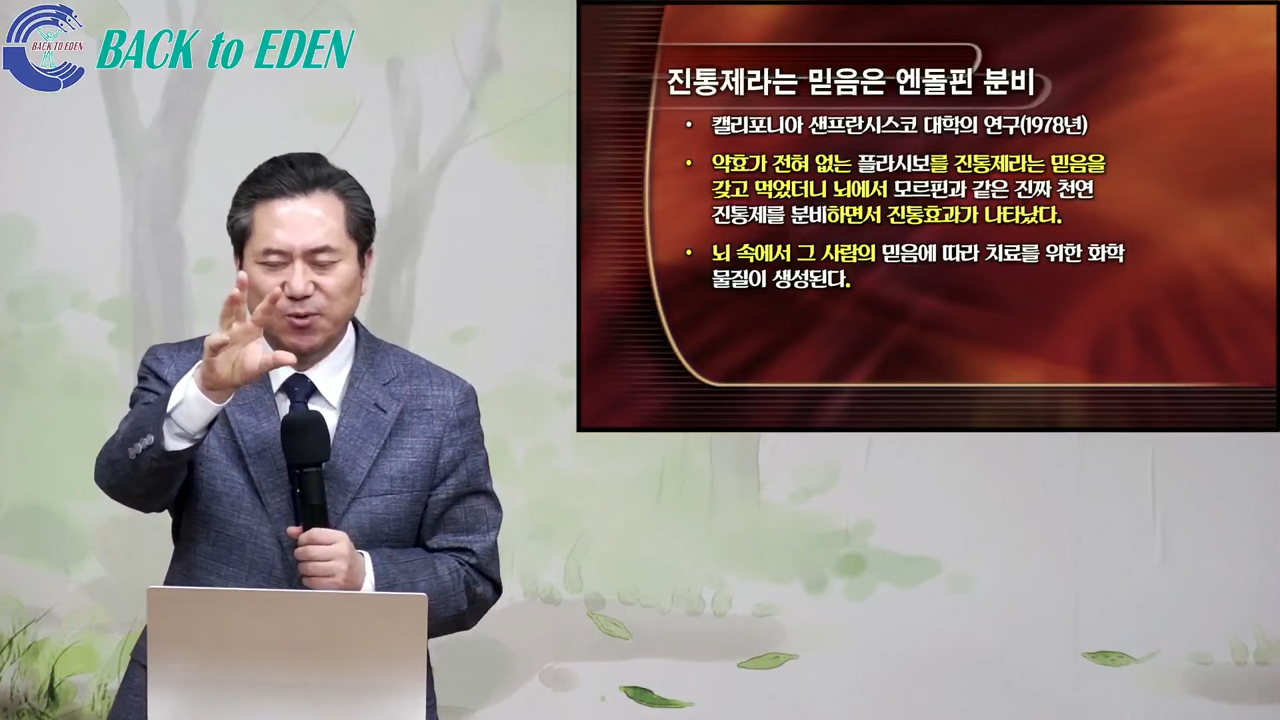 BACK TO EDEN
BACK to EDEN
진통제라는 믿음은 엔돌핀 분비
• 캘리포니아 샌프란시스코 대학의 연구(1978년)
• 약효가 전혀 없는 플라시보를 진통제라는 믿음을
갖고 먹었더니 뇌에서 모르핀과 같은 진짜 천연
진통제를 분비하면서 진통효과가 나타났다.
• 뇌 속에서 그 사람의 믿음에 따라 치료를 위한 화학
물질이 생성된다.